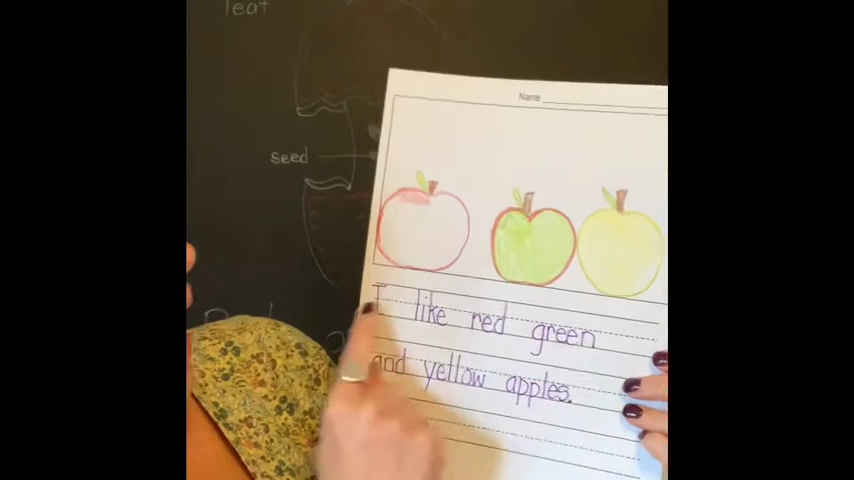 leaf
Name
seed
I like red green
and yellow apples.